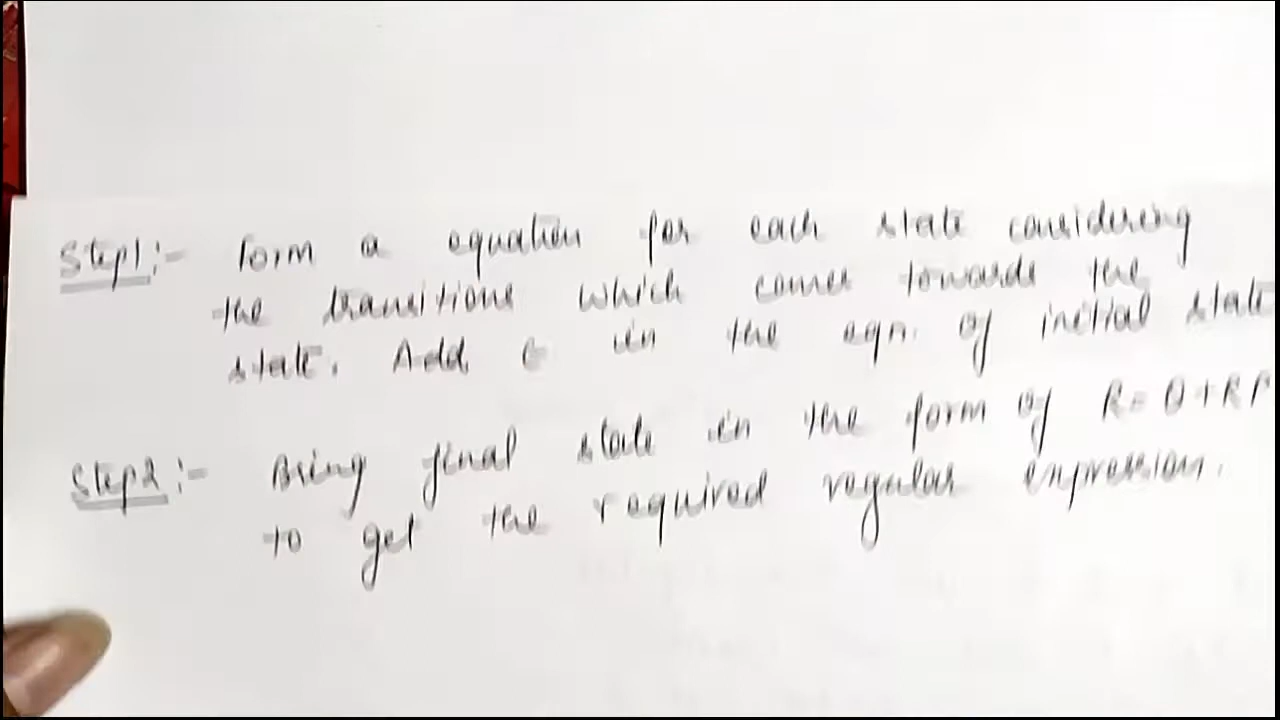 Step1:- Form a equation for each state considering
the transitions which comes towards the
state. Add ϵ in the eqn. of initial state
Step2:- Bring final state in the form of R = Q + RP
to get the required regular expression.